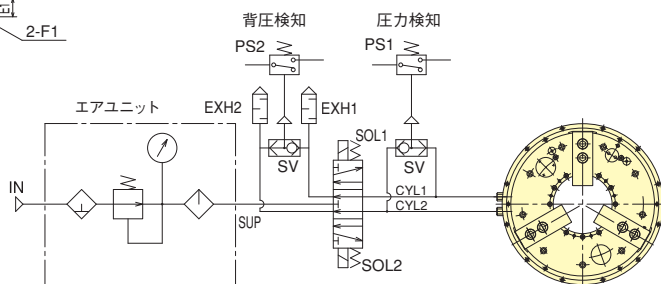 2-F1
背圧検知
圧力検知
PS2
PS1
エアユニット
EXH2
EXH1
SOL1
IN
SV
SV
CYL1
CYL2
SUP
SOL2